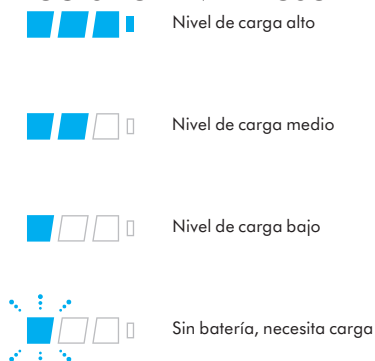 Nivel de carga alto
Nivel de carga medio
Nivel de carga bajo
Sin batería, necesita carga